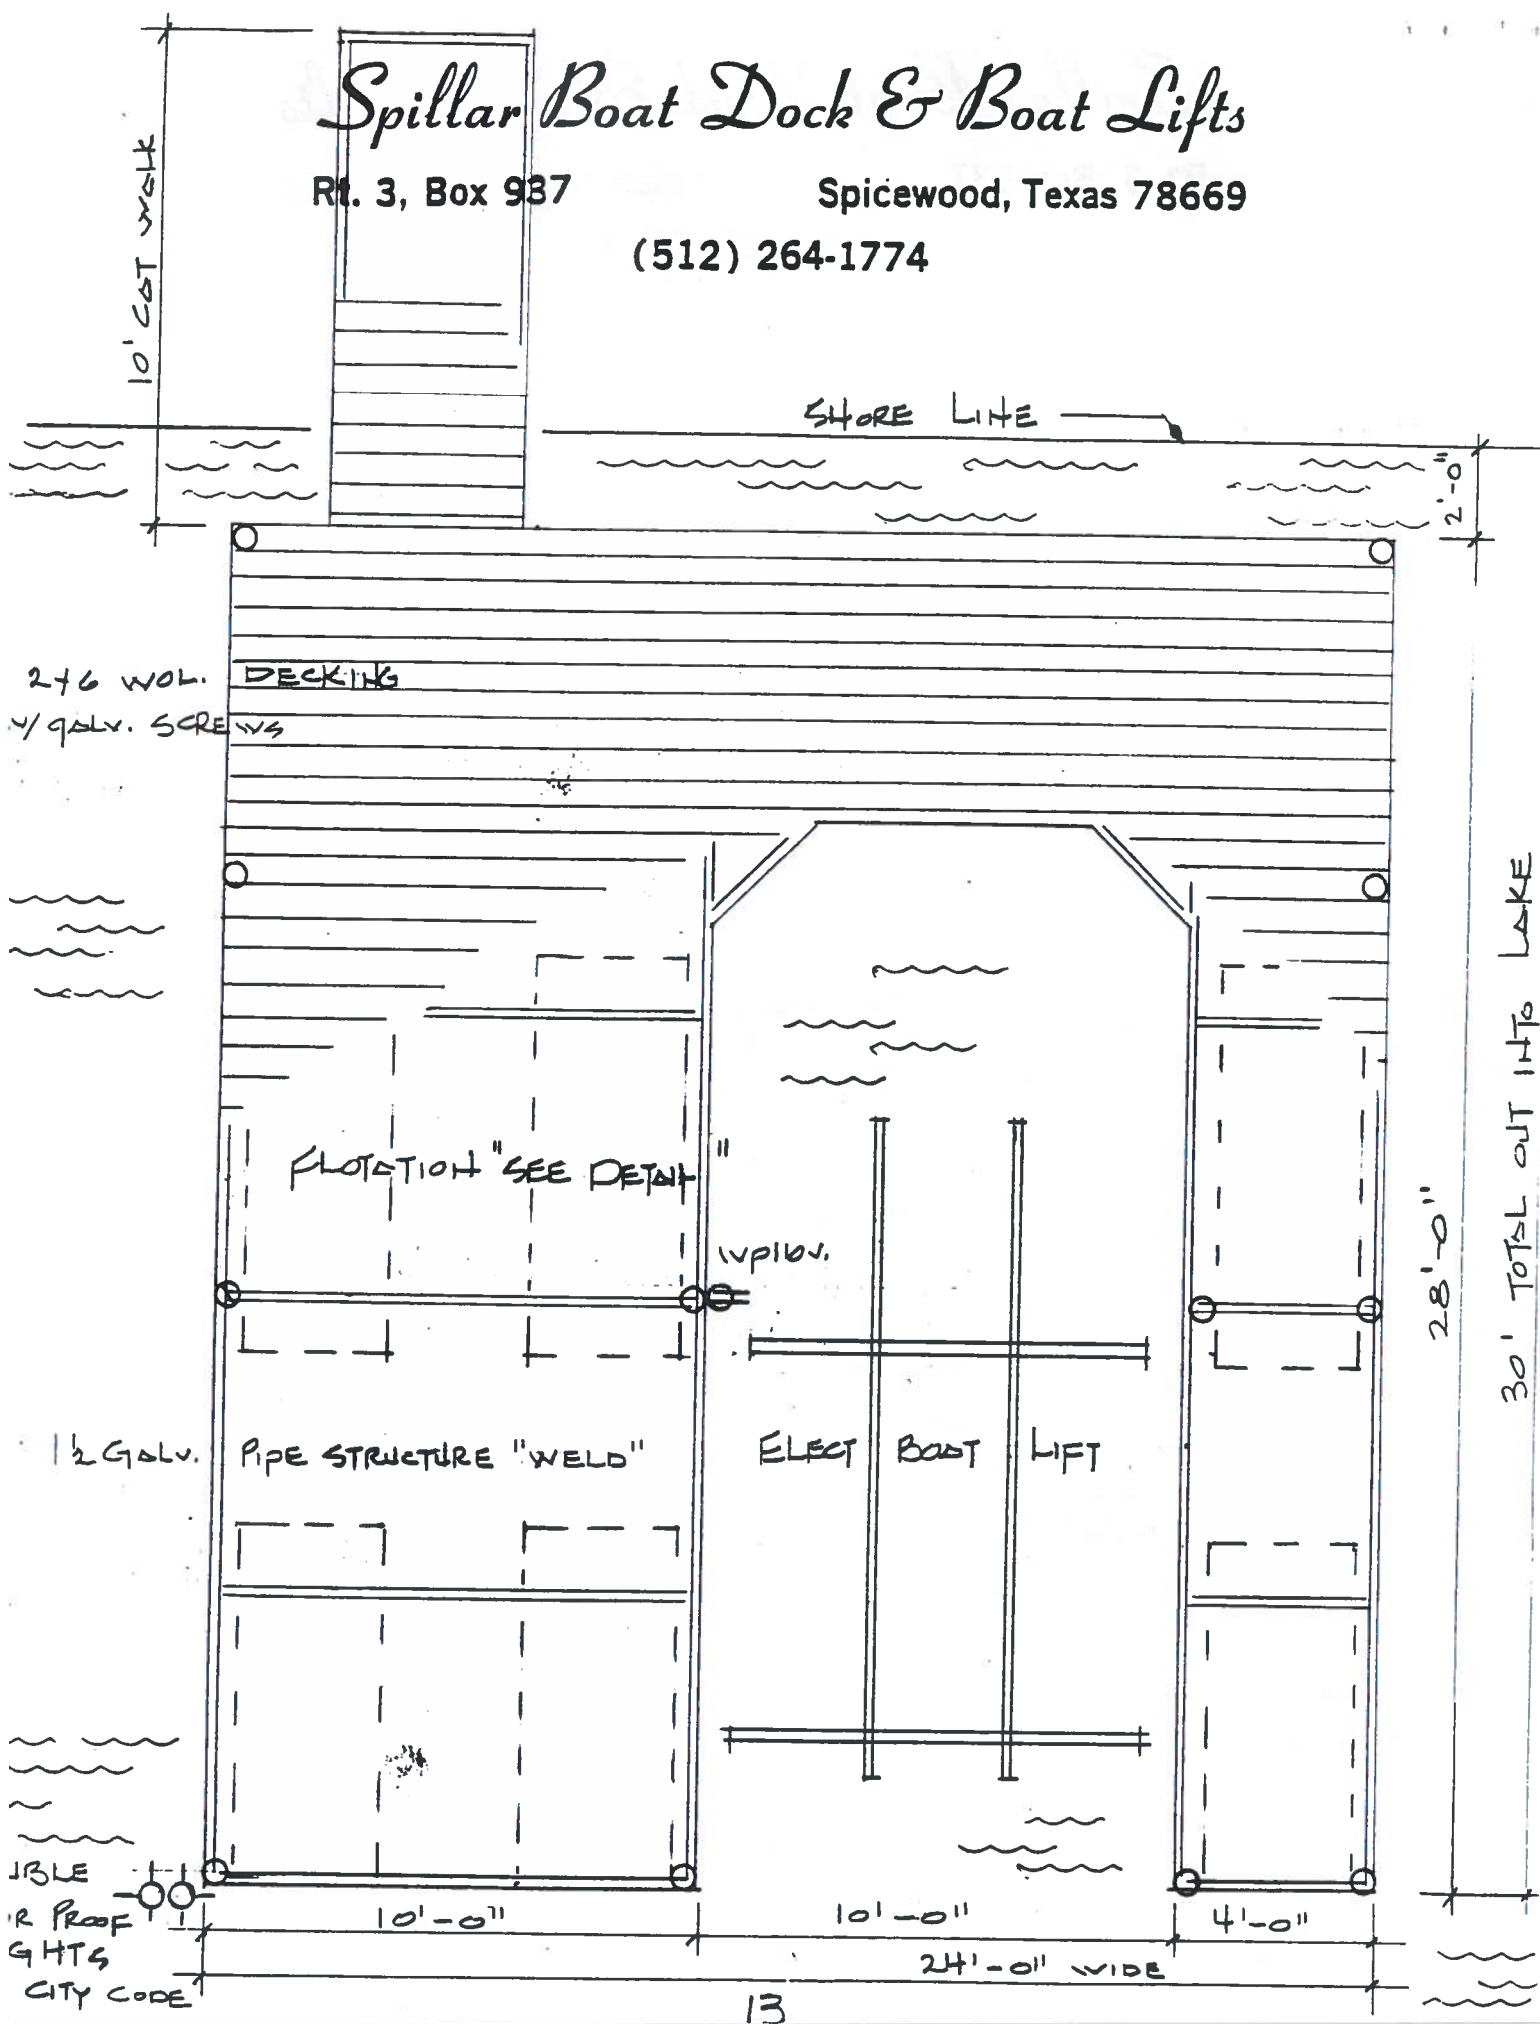 Spillar Boat Dock & Boat Lifts
Rt. 3, Box 937 Spicewood, Texas 78669
(512) 264-1774
10' CAT WALK
SHORE LINE
2'-0"
2x6 WOL. DECKING
W/ GALV. SCREWS
FLOTATION "SEE DETAIL"
28'-0"
30' TOTAL OUT INTO LAKE
1½ GALV. PIPE STRUCTURE "WELD"
ELECT BOAT LIFT
IBLE
R PROOF
GHTS
CITY CODE
10'-0" 10'-0" 4'-0"
24'-0" WIDE
13